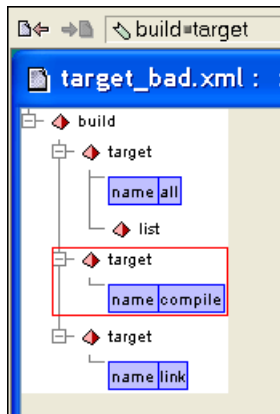 build=target
target_bad.xml :
build
target
name all
list
target
name compile
target
name link